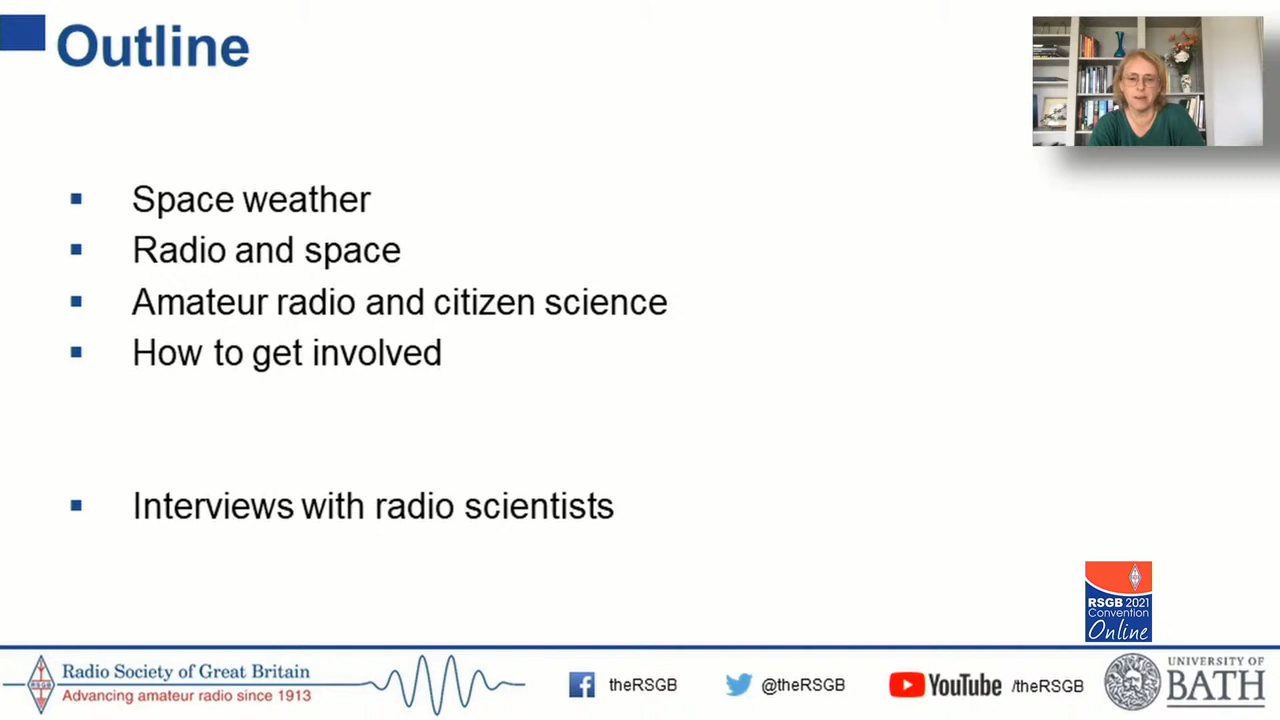 Outline
Space weather
Radio and space
Amateur radio and citizen science
How to get involved
Interviews with radio scientists
RSGB 2021
Convention
Online
RSGB
Radio Society of Great Britain
Advancing amateur radio since 1913
theRSGB
@theRSGB
YouTube /theRSGB
UNIVERSITY OF
BATH